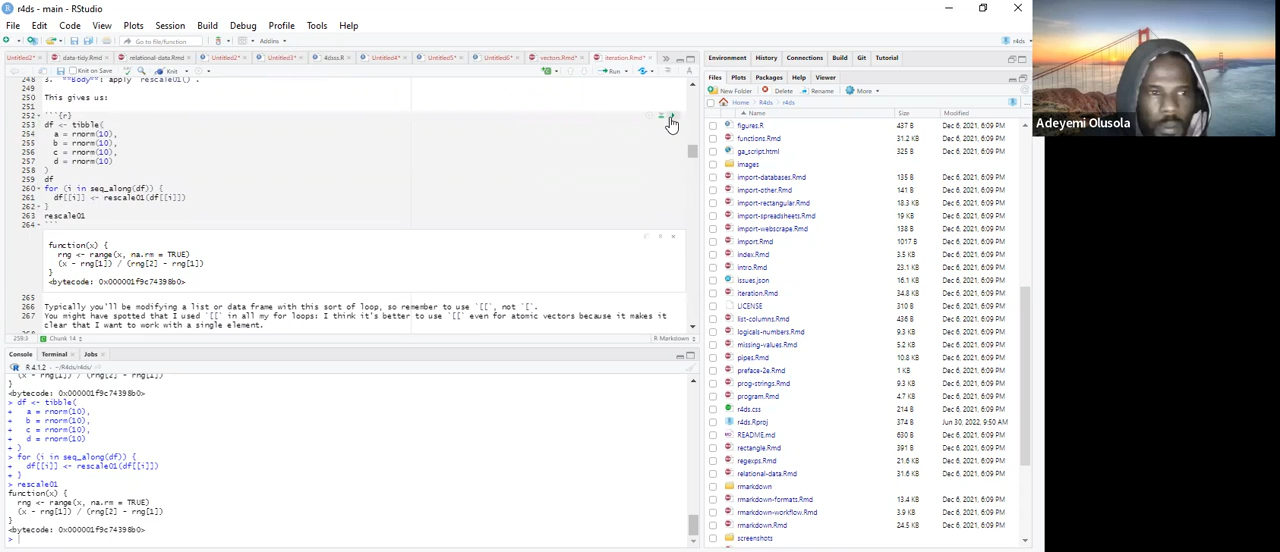 r4ds - main - RStudio
File Edit Code View Plots Session Build Debug Profile Tools Help
Go to file/function
Addins
r4ds
Untitled2* data-tidy.Rmd relational-data.Rmd Untitled2* Untitled3* 4dsss.R Untitled4* Untitled5* Untitled6* vectors.Rmd* iteration.Rmd*
Knit on Save Knit Run
248 3. **Body**: apply `rescale01()`.
249
250 This gives us:
251
252 ```{r}
253 df <- tibble(
254 a = rnorm(10),
255 b = rnorm(10),
256 c = rnorm(10),
257 d = rnorm(10)
258 )
259 df
260 for (i in seq_along(df)) {
261 df[[i]] <- rescale01(df[[i]])
262 }
263 rescale01
264 ```
function(x) {
rng <- range(x, na.rm = TRUE)
(x - rng[1]) / (rng[2] - rng[1])
}
<bytecode: 0x000001f9c74398b0>
265
266 Typically you'll be modifying a list or data frame with this sort of loop, so remember to use `[[`, not `[`.
267 You might have spotted that I used `[[` in all my for loops: I think it's better to use `[[` even for atomic vectors because it makes it
clear that I want to work with a single element.
259:3 Chunk 14 R Markdown
Console Terminal Jobs
R 4.1.2 · ~/R4ds/r4ds/
(x - rng[1]) / (rng[2] - rng[1])
}
<bytecode: 0x000001f9c74398b0>
> df <- tibble(
+ a = rnorm(10),
+ b = rnorm(10),
+ c = rnorm(10),
+ d = rnorm(10)
+ )
> for (i in seq_along(df)) {
+ df[[i]] <- rescale01(df[[i]])
+ }
> rescale01
function(x) {
rng <- range(x, na.rm = TRUE)
(x - rng[1]) / (rng[2] - rng[1])
}
<bytecode: 0x000001f9c74398b0>
>
Environment History Connections Build Git Tutorial
Files Plots Packages Help Viewer
New Folder Delete Rename More
Home R4ds r4ds
Name Size Modified
figures.R 437 B Dec 6, 2021, 6:09 PM
functions.Rmd 31.2 KB Dec 6, 2021, 6:09 PM
ga_script.html 325 B Dec 6, 2021, 6:09 PM
images
import-databases.Rmd 135 B Dec 6, 2021, 6:09 PM
import-other.Rmd 141 B Dec 6, 2021, 6:09 PM
import-rectangular.Rmd 18.3 KB Dec 6, 2021, 6:09 PM
import-spreadsheets.Rmd 19 KB Dec 6, 2021, 6:09 PM
import-webscrape.Rmd 138 B Dec 6, 2021, 6:09 PM
import.Rmd 1017 B Dec 6, 2021, 6:09 PM
index.Rmd 3.5 KB Dec 6, 2021, 6:09 PM
intro.Rmd 23.1 KB Dec 6, 2021, 6:09 PM
issues.json 16.1 KB Dec 6, 2021, 6:09 PM
iteration.Rmd 34.8 KB Dec 6, 2021, 6:09 PM
LICENSE 310 B Dec 6, 2021, 6:09 PM
list-columns.Rmd 436 B Dec 6, 2021, 6:09 PM
logicals-numbers.Rmd 9.3 KB Dec 6, 2021, 6:09 PM
missing-values.Rmd 5.2 KB Dec 6, 2021, 6:09 PM
pipes.Rmd 10.8 KB Dec 6, 2021, 6:09 PM
preface-2e.Rmd 1 KB Dec 6, 2021, 6:09 PM
prog-strings.Rmd 9.3 KB Dec 6, 2021, 6:09 PM
program.Rmd 4.7 KB Dec 6, 2021, 6:09 PM
r4ds.css 214 B Dec 6, 2021, 6:09 PM
r4ds.Rproj 374 B Jun 30, 2022, 9:50 AM
README.md 630 B Dec 6, 2021, 6:09 PM
rectangle.Rmd 391 B Dec 6, 2021, 6:09 PM
regexps.Rmd 21.6 KB Dec 6, 2021, 6:09 PM
relational-data.Rmd 31.6 KB Dec 6, 2021, 6:09 PM
rmarkdown
rmarkdown-formats.Rmd 13.4 KB Dec 6, 2021, 6:09 PM
rmarkdown-workflow.Rmd 3.9 KB Dec 6, 2021, 6:09 PM
rmarkdown.Rmd 24.5 KB Dec 6, 2021, 6:09 PM
screenshots
Adeyemi Olusola